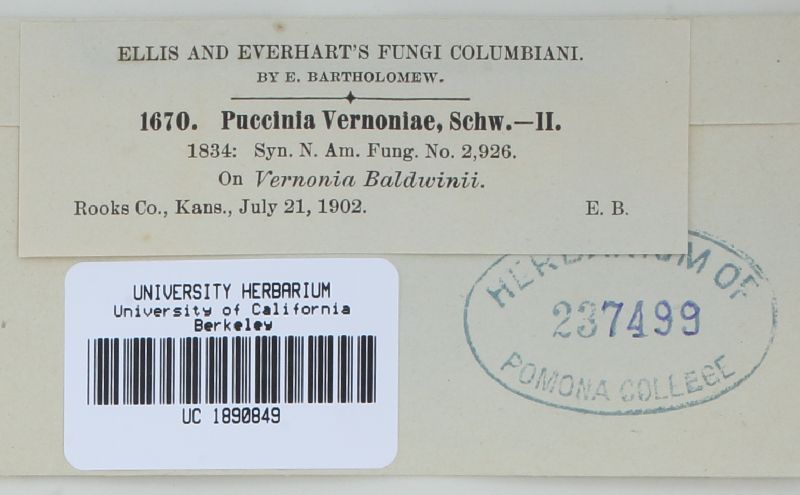 ELLIS AND EVERHART'S FUNGI COLUMBIANI.
BY E. BARTHOLOMEW.
1670. Puccinia Vernoniae, Schw.—II.
1834: Syn. N. Am. Fung. No. 2,926.
On Vernonia Baldwinii.
Rooks Co., Kans., July 21, 1902. E. B.
UNIVERSITY HERBARIUM
University of California
Berkeley
UC 1890849
HERBARIUM OF
237499
POMONA COLLEGE